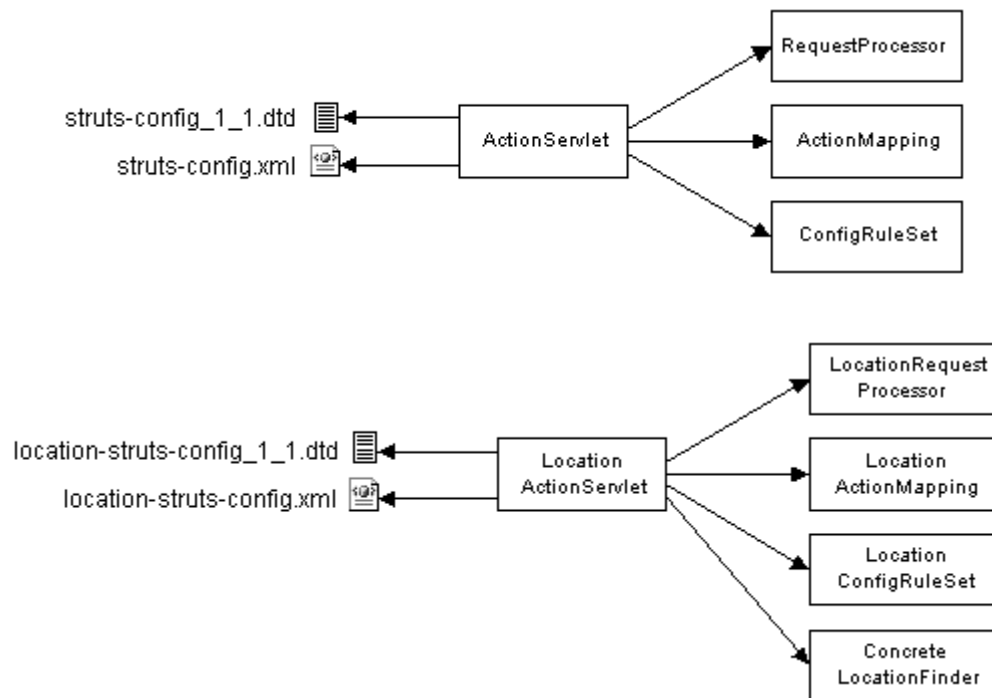 RequestProcessor
struts-config_1_1.dtd
ActionServlet
ActionMapping
struts-config.xml
ConfigRuleSet
LocationRequest
Processor
location-struts-config_1_1.dtd
Location
ActionServlet
Location
ActionMapping
location-struts-config.xml
Location
ConfigRuleSet
Concrete
LocationFinder